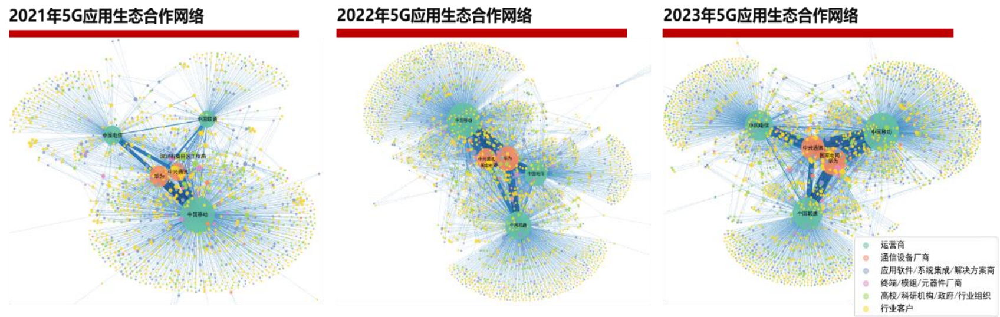 2021年5G应用生态合作网络
2022年5G应用生态合作网络
2023年5G应用生态合作网络
中国联通
中国电信
深圳市福田区工信局
华为
中兴通讯
中国移动
中国移动
中兴通讯
华为
国家电网
中国电信
中国联通
中国电信
中国移动
中兴通讯
国家电网
华为
中国联通
运营商
通信设备厂商
应用软件/系统集成/解决方案商
终端/模组/元器件厂商
高校/科研机构/政府/行业组织
行业客户